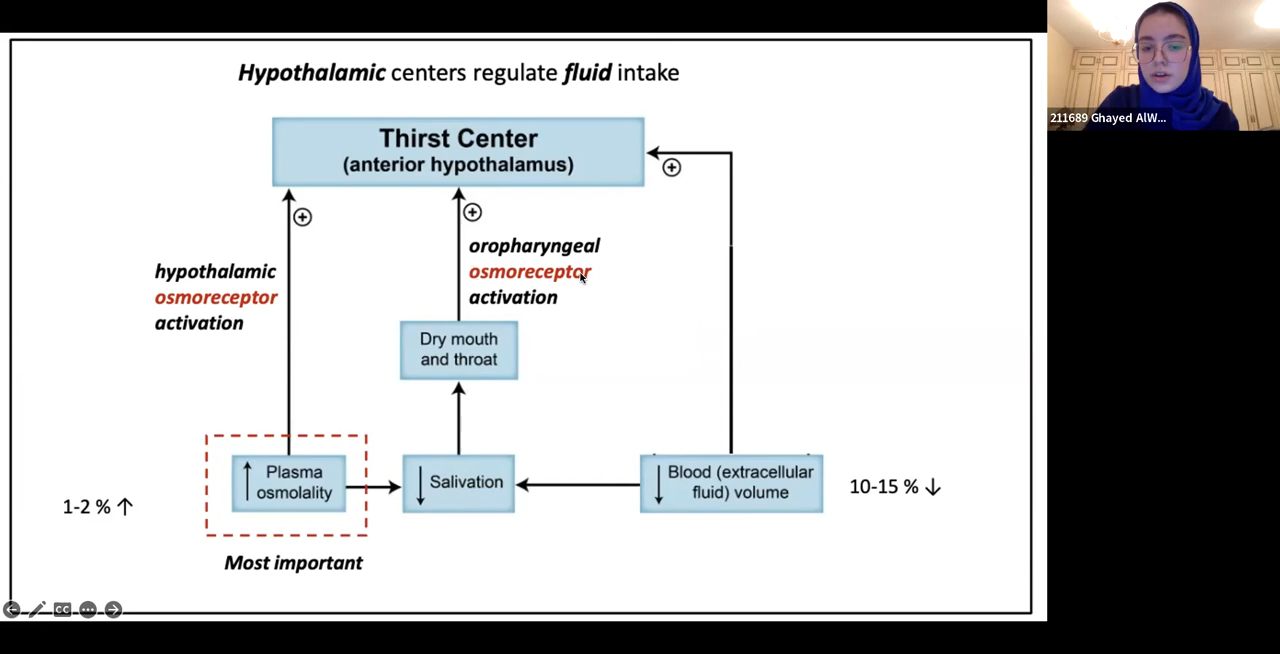 Hypothalamic centers regulate fluid intake
Thirst Center
(anterior hypothalamus)
+
+
+
hypothalamic
osmoreceptor
activation
oropharyngeal
osmoreceptor
activation
Dry mouth
and throat
↑ Plasma
osmolality
↓ Salivation
↓ Blood (extracellular
fluid) volume
1-2 % ↑
10-15 % ↓
Most important
CC
211689 Ghayed AlW...